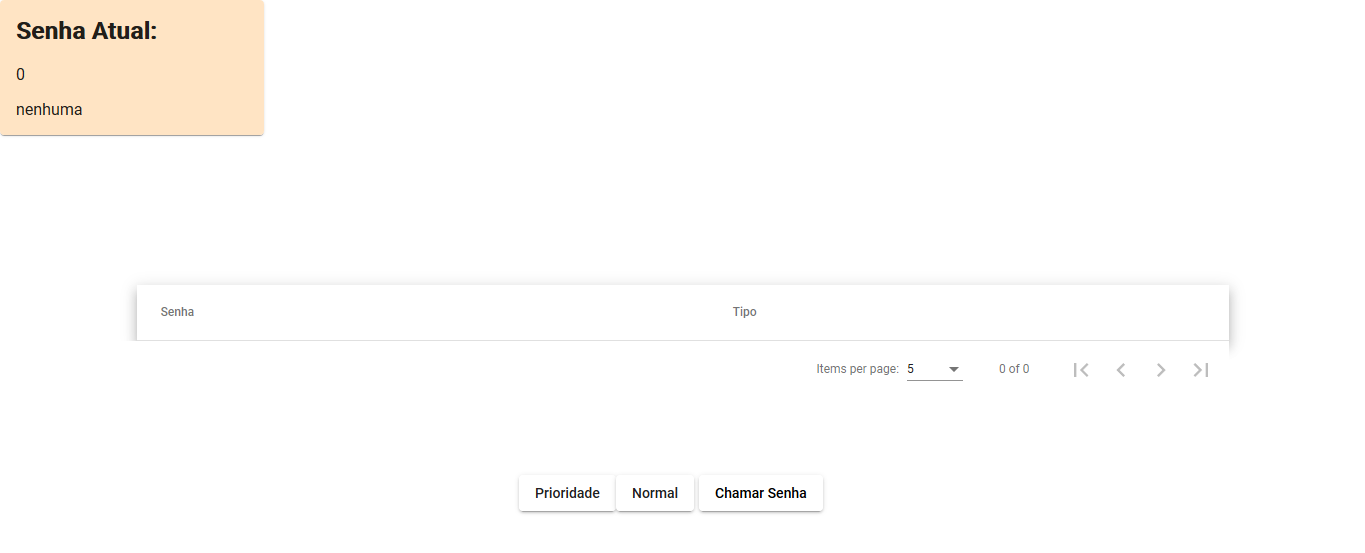 Senha Atual:
0
nenhuma
Senha Tipo
Items per page: 5 0 of 0
Prioridade Normal Chamar Senha